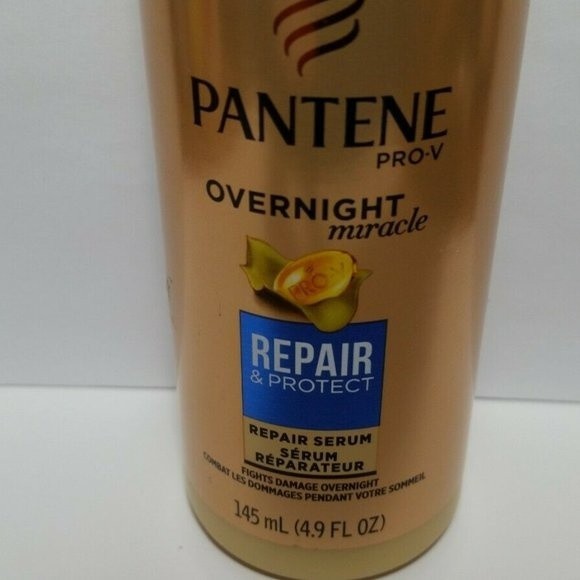 PANTENE
PRO-V
OVERNIGHT
miracle
PRO-V
REPAIR
& PROTECT
REPAIR SERUM
SÉRUM
RÉPARATEUR
FIGHTS DAMAGE OVERNIGHT
COMBAT LES DOMMAGES PENDANT VOTRE SOMMEIL
145 mL (4.9 FL OZ)